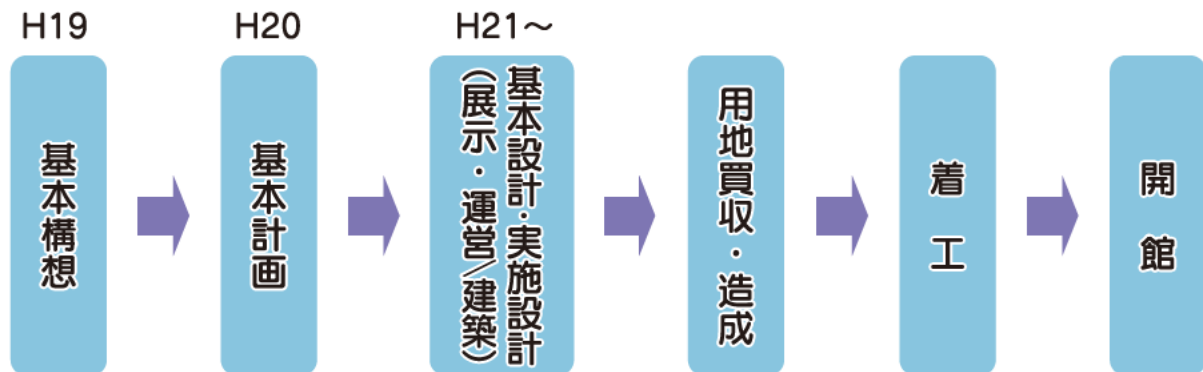 H19
基本構想
H20
基本計画
H21～
基本設計・実施設計
（展示・運営／建築）
用地買収・造成
着工
開館